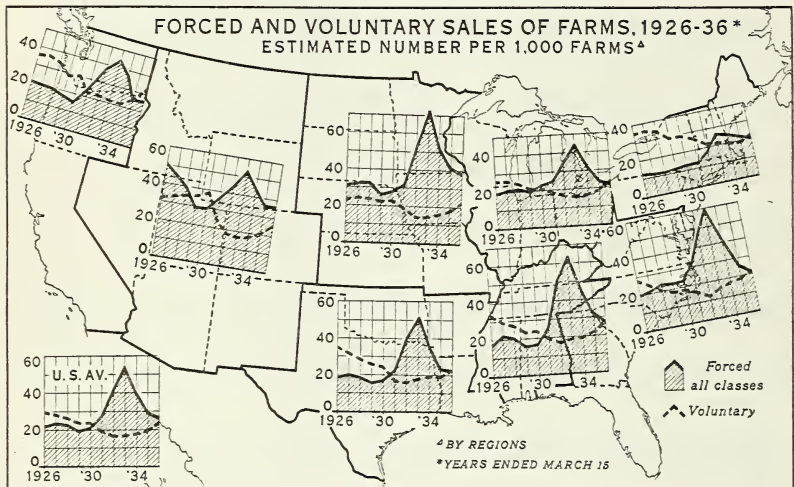 FORCED AND VOLUNTARY SALES OF FARMS, 1926-36*
ESTIMATED NUMBER PER 1,000 FARMS△
40
20
0
1926 '30 '34
60
40
20
0
1926 '30 '34
60
40
20
0
1926 '30 '34
40
20
0
1926 '30 '34
40
20
0
1926 '30 '34
60
40
20
0
1926 '30 '34
60
40
20
0
1926 '30 '34
60
40
20
0
1926 '30 '34
60
U.S. AV.
40
20
0
1926 '30 '34
Forced
all classes
Voluntary
△ BY REGIONS
*YEARS ENDED MARCH 15